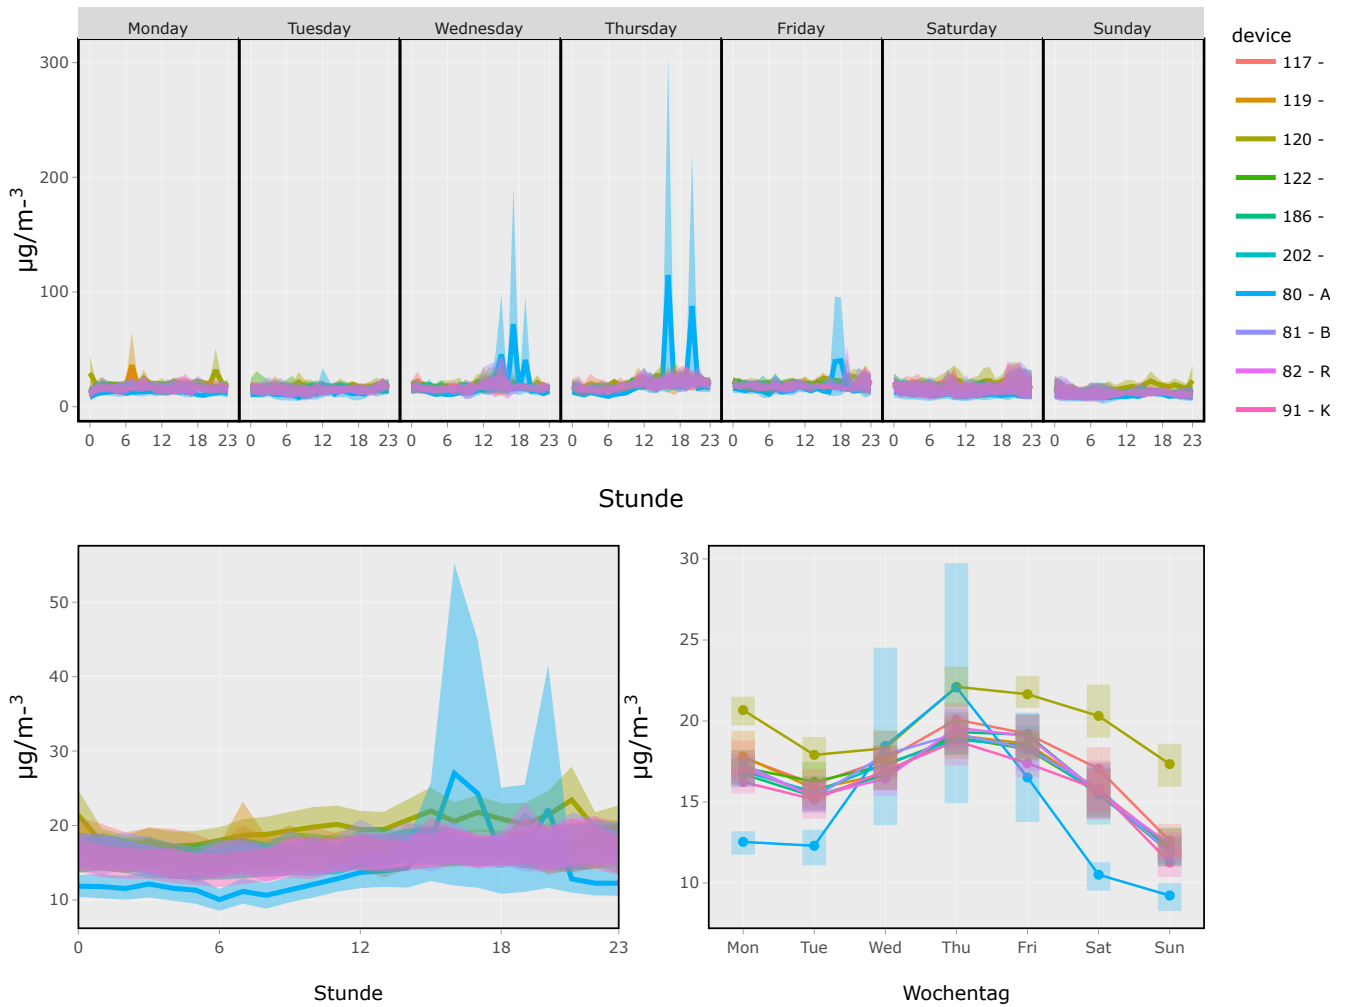 Monday Tuesday Wednesday Thursday Friday Saturday Sunday
device
117 -
119 -
120 -
122 -
186 -
202 -
80 - A
81 - B
82 - R
91 - K
300
200
100
0
µg/m-³
0 6 12 18 23 0 6 12 18 23 0 6 12 18 23 0 6 12 18 23 0 6 12 18 23 0 6 12 18 23 0 6 12 18 23
Stunde
50
40
30
20
10
µg/m-³
0 6 12 18 23
Stunde
30
25
20
15
10
µg/m-³
Mon Tue Wed Thu Fri Sat Sun
Wochentag